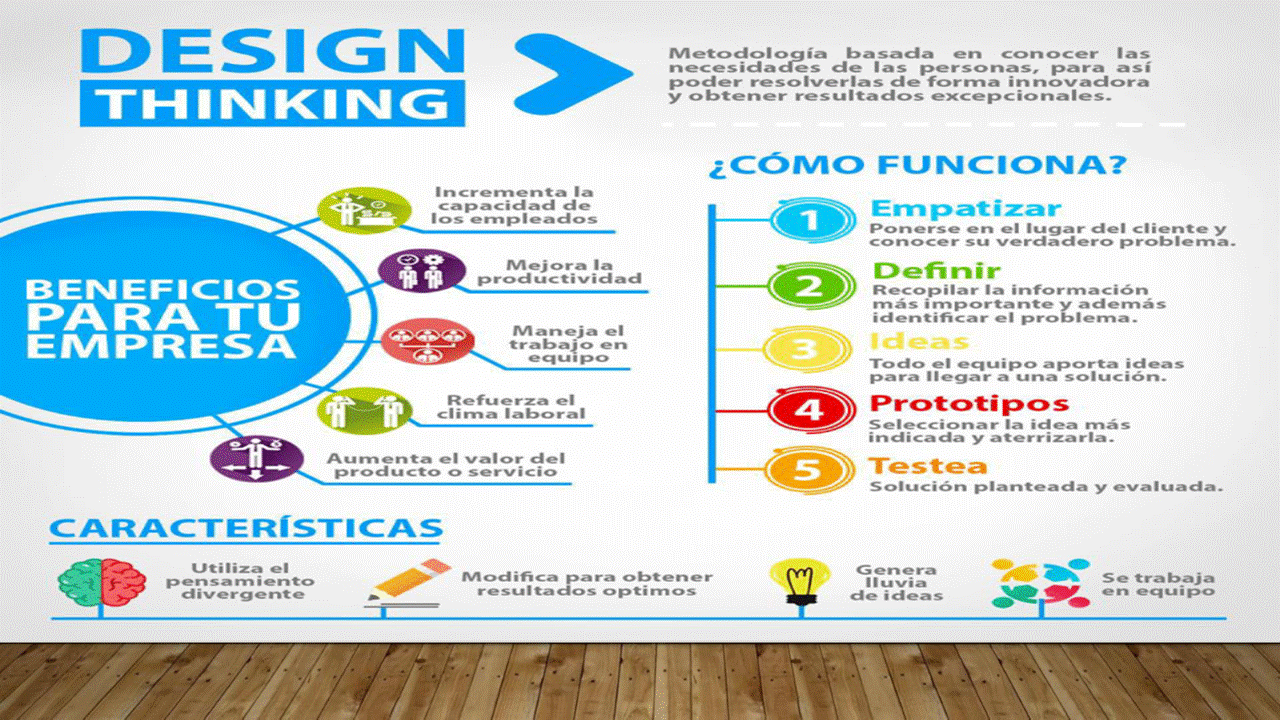 DESIGN
THINKING
Metodología basada en conocer las
necesidades de las personas, para así
poder resolverlas de forma innovadora
y obtener resultados excepcionales.
BENEFICIOS
PARA TU
EMPRESA
Incrementa la
capacidad de
los empleados
Mejora la
productividad
Maneja el
trabajo en
equipo
Refuerza el
clima laboral
Aumenta el valor del
producto o servicio
¿CÓMO FUNCIONA?
1
Empatizar
Ponerse en el lugar del cliente y
conocer su verdadero problema.
2
Definir
Recopilar la información
más importante y además
identificar el problema.
3
Ideas
Todo el equipo aporta ideas
para llegar a una solución.
4
Prototipos
Seleccionar la idea más
indicada y aterrizarla.
5
Testea
Solución planteada y evaluada.
CARACTERÍSTICAS
Utiliza el
pensamiento
divergente
Modifica para obtener
resultados optimos
Genera
lluvia
de ideas
Se trabaja
en equipo